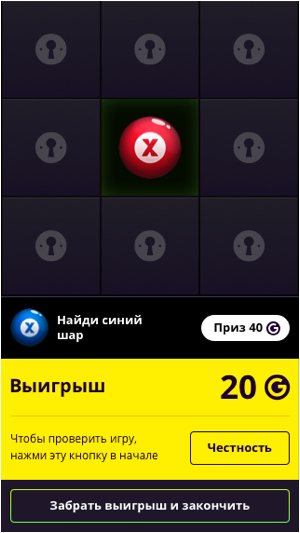 X
X
Найди синий
шар
Приз 40 G
Выигрыш
20 G
Чтобы проверить игру,
нажми эту кнопку в начале
Честность
Забрать выигрыш и закончить